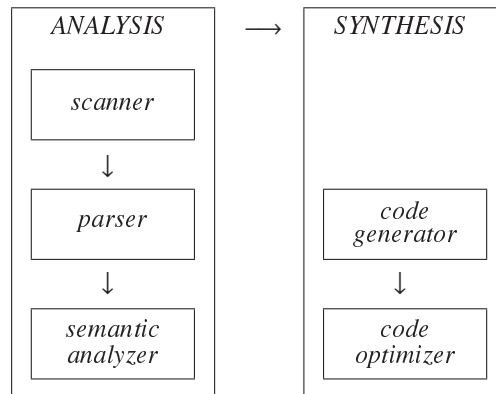 ANALYSIS → SYNTHESIS
scanner
↓
parser
↓
semantic
analyzer
code
generator
↓
code
optimizer